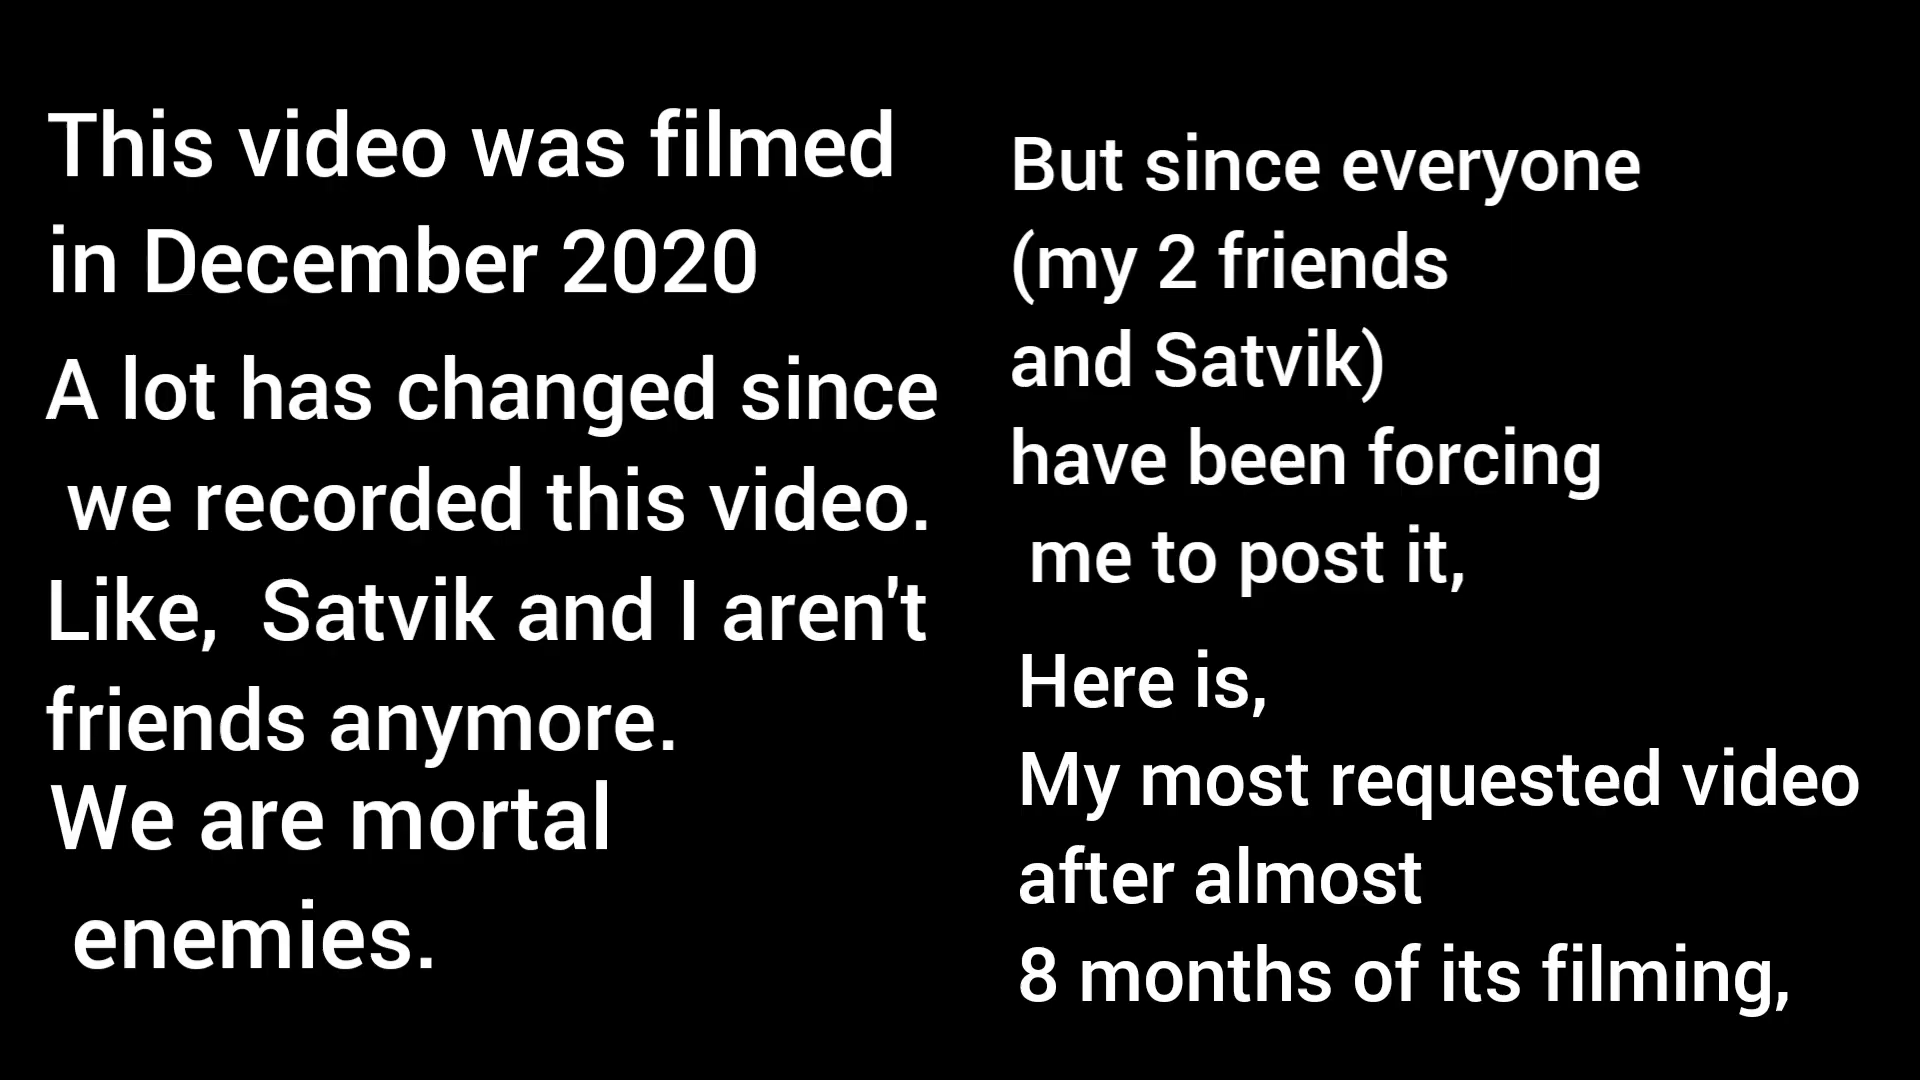 This video was filmed
in December 2020
A lot has changed since
we recorded this video.
Like, Satvik and I aren't
friends anymore.
We are mortal
enemies.
But since everyone
(my 2 friends
and Satvik)
have been forcing
me to post it,
Here is,
My most requested video
after almost
8 months of its filming,